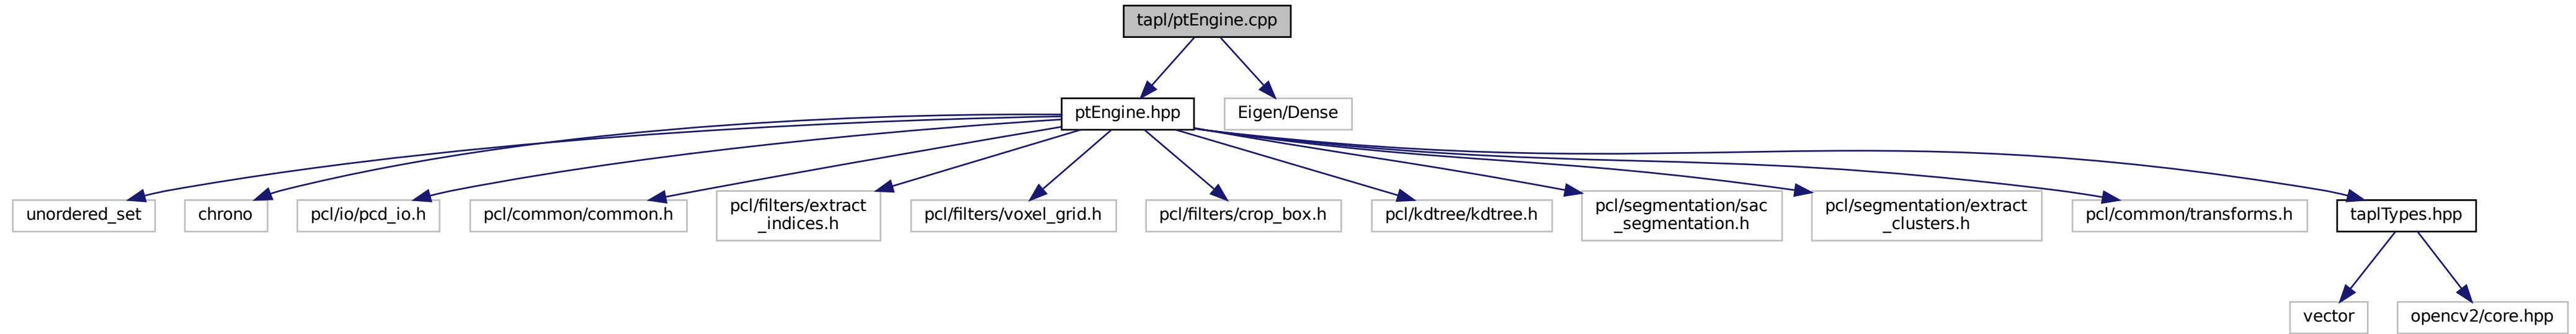 tapl/ptEngine.cpp
ptEngine.hpp
Eigen/Dense
unordered_set
chrono
pcl/io/pcd_io.h
pcl/common/common.h
pcl/filters/extract
_indices.h
pcl/filters/voxel_grid.h
pcl/filters/crop_box.h
pcl/kdtree/kdtree.h
pcl/segmentation/sac
_segmentation.h
pcl/segmentation/extract
_clusters.h
pcl/common/transforms.h
taplTypes.hpp
vector
opencv2/core.hpp